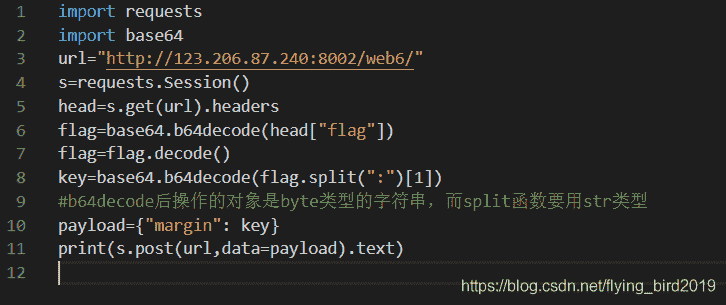 1 import requests
2 import base64
3 url="http://123.206.87.240:8002/web6/"
4 s=requests.Session()
5 head=s.get(url).headers
6 flag=base64.b64decode(head["flag"])
7 flag=flag.decode()
8 key=base64.b64decode(flag.split(":")[1])
9 #b64decode后操作的对象是byte类型的字符串，而split函数要用str类型
10 payload={"margin": key}
11 print(s.post(url,data=payload).text)
12
https://blog.csdn.net/flying_bird2019